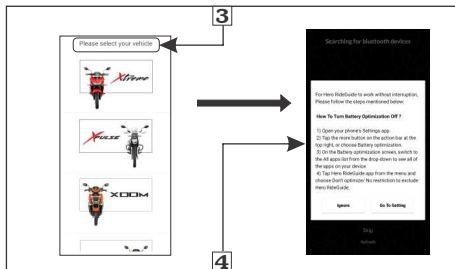 3
Please select your vehicle
Xtreme
XPULSE
XOOM
Searching for bluetooth devices
For Hero RideGuide to work without interruption,
Please follow the steps mentioned below:
How To Turn Battery Optimization Off ?
1) Open your phone's Settings app.
2) Tap the more button on the action bar at the
top right, or choose Battery optimization.
3) On the Battery optimization screen, switch to
the All apps list from the drop down to see all of
the apps on your device.
4) Tap Hero RideGuide app from the menu and
choose Don't optimize/ No restriction to exclude
Hero RideGuide.
Ignore Go To Setting
Skip
Refresh
4